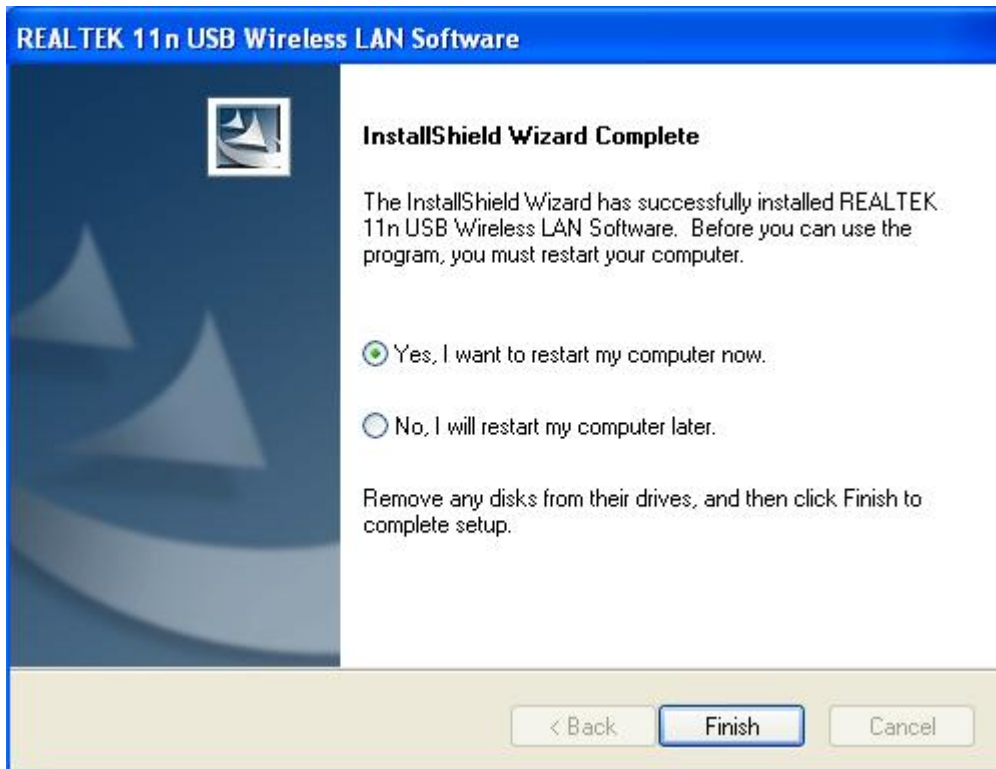 REALTEK 11n USB Wireless LAN Software
InstallShield Wizard Complete
The InstallShield Wizard has successfully installed REALTEK
11n USB Wireless LAN Software. Before you can use the
program, you must restart your computer.
Yes, I want to restart my computer now.
No, I will restart my computer later.
Remove any disks from their drives, and then click Finish to
complete setup.
< Back
Finish
Cancel